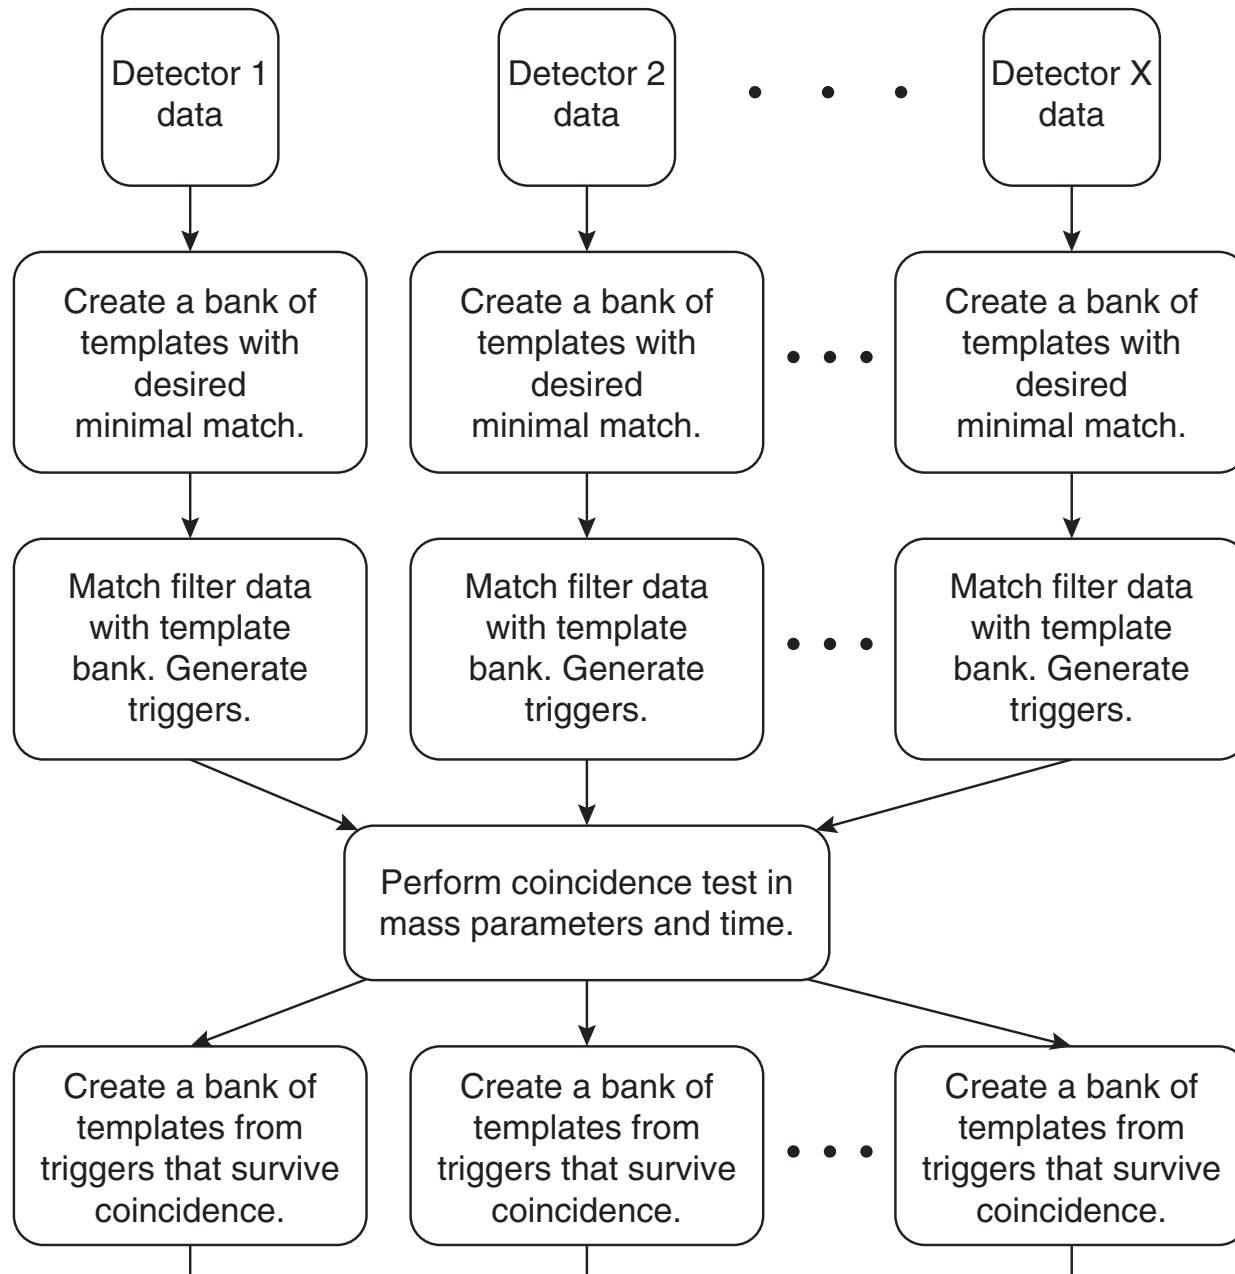 Detector 1
data
Detector 2
data
Detector X
data
Create a bank of
templates with
desired
minimal match.
Create a bank of
templates with
desired
minimal match.
Create a bank of
templates with
desired
minimal match.
Match filter data
with template
bank. Generate
triggers.
Match filter data
with template
bank. Generate
triggers.
Match filter data
with template
bank. Generate
triggers.
Perform coincidence test in
mass parameters and time.
Create a bank of
templates from
triggers that survive
coincidence.
Create a bank of
templates from
triggers that survive
coincidence.
Create a bank of
templates from
triggers that survive
coincidence.